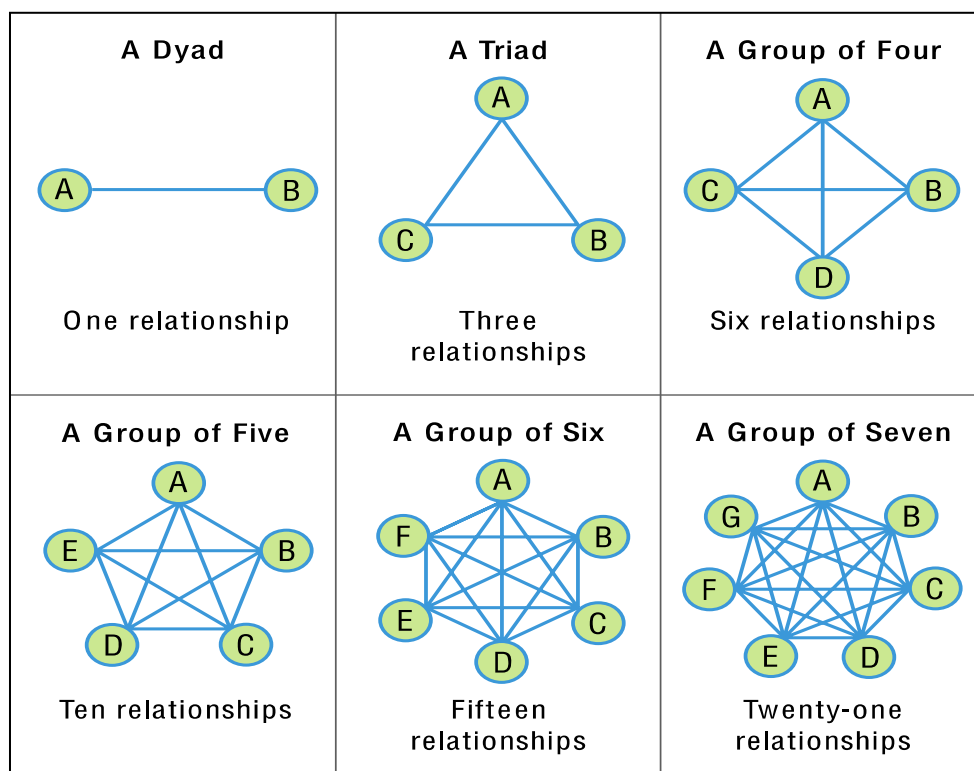 A Dyad
A
B
One relationship
A Triad
A
C
B
Three
relationships
A Group of Four
A
C
B
D
Six relationships
A Group of Five
A
E
B
D
C
Ten relationships
A Group of Six
A
F
B
E
C
D
Fifteen
relationships
A Group of Seven
A
G
B
F
C
E
D
Twenty-one
relationships